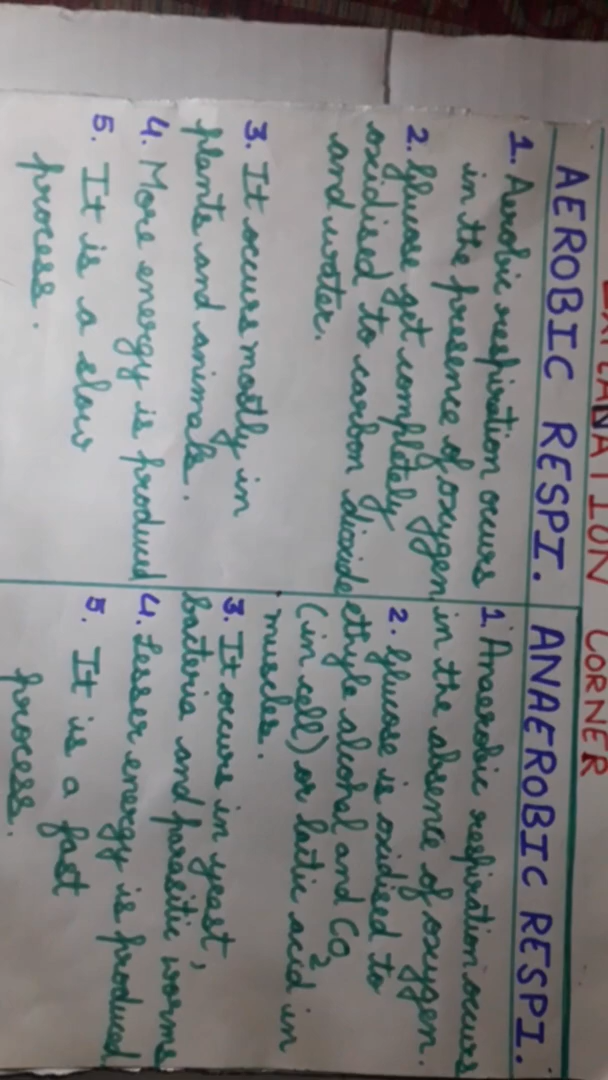 EXPLANATION CORNER
AEROBIC RESPI.
1. Aerobic respiration occurs
in the presence of oxygen
2. Glucose get completely
oxidised to carbon dioxide
and water.
3. It occurs mostly in
plants and animals.
4. More energy is produced
5. It is a slow
process.
ANAEROBIC RESPI.
1. Anaerobic respiration occurs
in the absence of oxygen.
2. Glucose is oxidised to
ethyle alcohal and CO2
(in cell) or lactic acid in
muscles.
3. It occurs in yeast,
bacteria and parasitic worms
4. Lesser energy is produced
5. It is a fast
process.